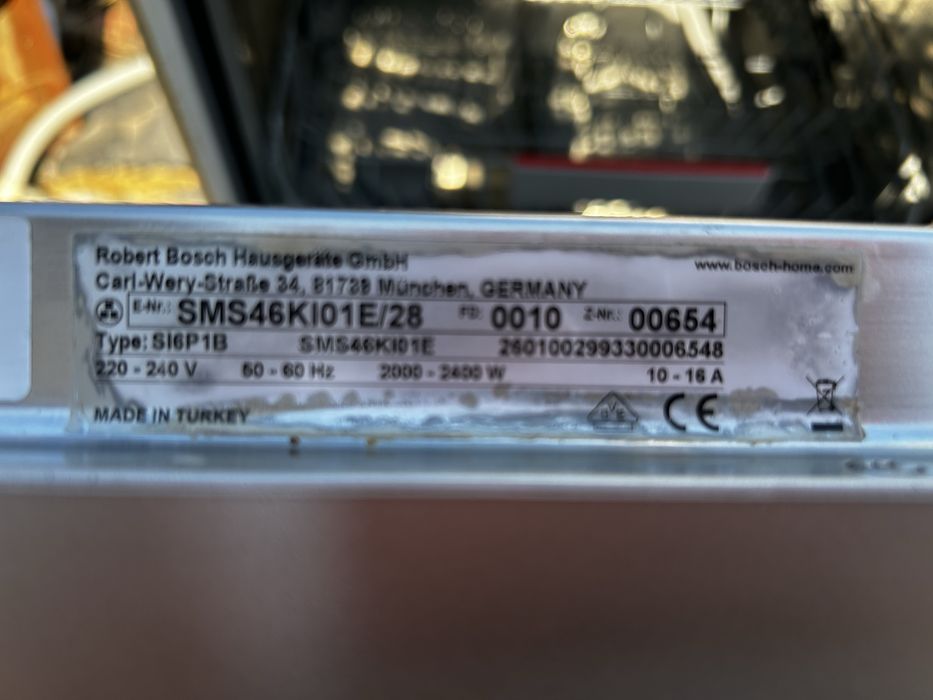 Robert Bosch Hausgeräte GmbH
www.bosch-home.com
Carl-Wery-Straße 34, 81739 München, GERMANY
E-Nr.: SMS46KI01E/28 FD: 0010 Z-Nr.: 00654
Type: SI6P1B SMS46KI01E 260100299330006548
220 - 240 V 50 - 60 Hz 2000 - 2400 W 10 - 16 A
MADE IN TURKEY
CE